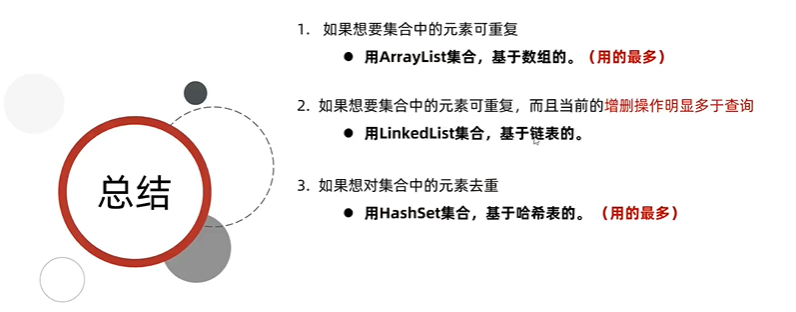 总结
1. 如果想要集合中的元素可重复
● 用ArrayList集合，基于数组的。（用的最多）
2. 如果想要集合中的元素可重复，而且当前的增删操作明显多于查询
● 用LinkedList集合，基于链表的。
3. 如果想对集合中的元素去重
● 用HashSet集合，基于哈希表的。（用的最多）